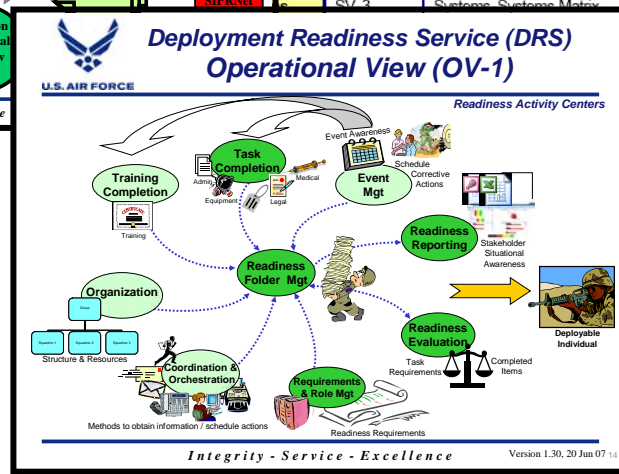 SIPRNet
SV-3
Systems-Systems Matrix
Deployment Readiness Service (DRS)
Operational View (OV-1)
U.S. AIR FORCE
Readiness Activity Centers
Event Awareness
Task
Completion
Admin
Medical
Equipment
Legal
Schedule
Corrective
Actions
Training
Completion
CERTIFICATE
Training
Event
Mgt
Readiness
Reporting
Stakeholder
Situational
Awareness
Readiness
Folder Mgt
Organization
Group
Squadron 1
Squadron 2
Squadron 3
Structure & Resources
Deployable
Individual
Readiness
Evaluation
Task
Requirements
Completed
Items
Coordination &
Orchestration
Requirements
& Role Mgt
Methods to obtain information / schedule actions
Readiness Requirements
Integrity - Service - Excellence
Version 1.30, 20 Jun 07
14